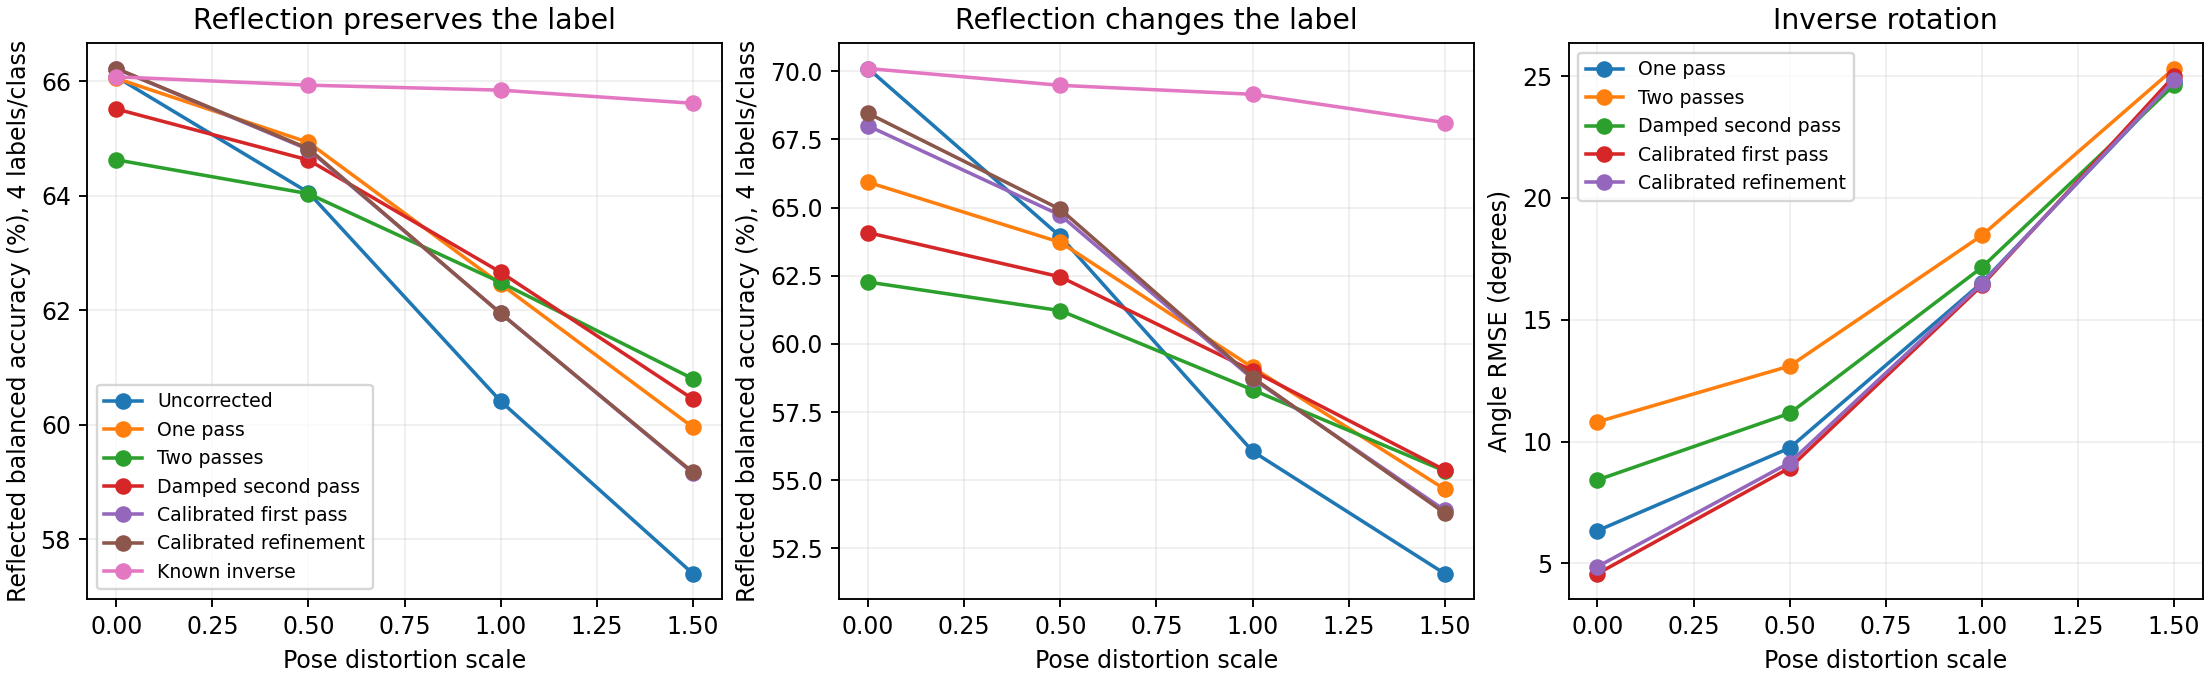 Reflection preserves the label
Reflected balanced accuracy (%), 4 labels/class
66
64
62
60
58
Uncorrected
One pass
Two passes
Damped second pass
Calibrated first pass
Calibrated refinement
Known inverse
0.00 0.25 0.50 0.75 1.00 1.25 1.50
Pose distortion scale
Reflection changes the label
Reflected balanced accuracy (%), 4 labels/class
70.0
67.5
65.0
62.5
60.0
57.5
55.0
52.5
0.00 0.25 0.50 0.75 1.00 1.25 1.50
Pose distortion scale
Inverse rotation
Angle RMSE (degrees)
25
20
15
10
5
One pass
Two passes
Damped second pass
Calibrated first pass
Calibrated refinement
0.00 0.25 0.50 0.75 1.00 1.25 1.50
Pose distortion scale